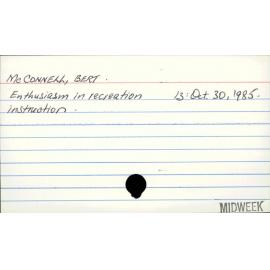 McCONNELL, BERT.
Enthusiasm in recreation 13: Oct 30, 1985.
instruction.
MIDWEEK